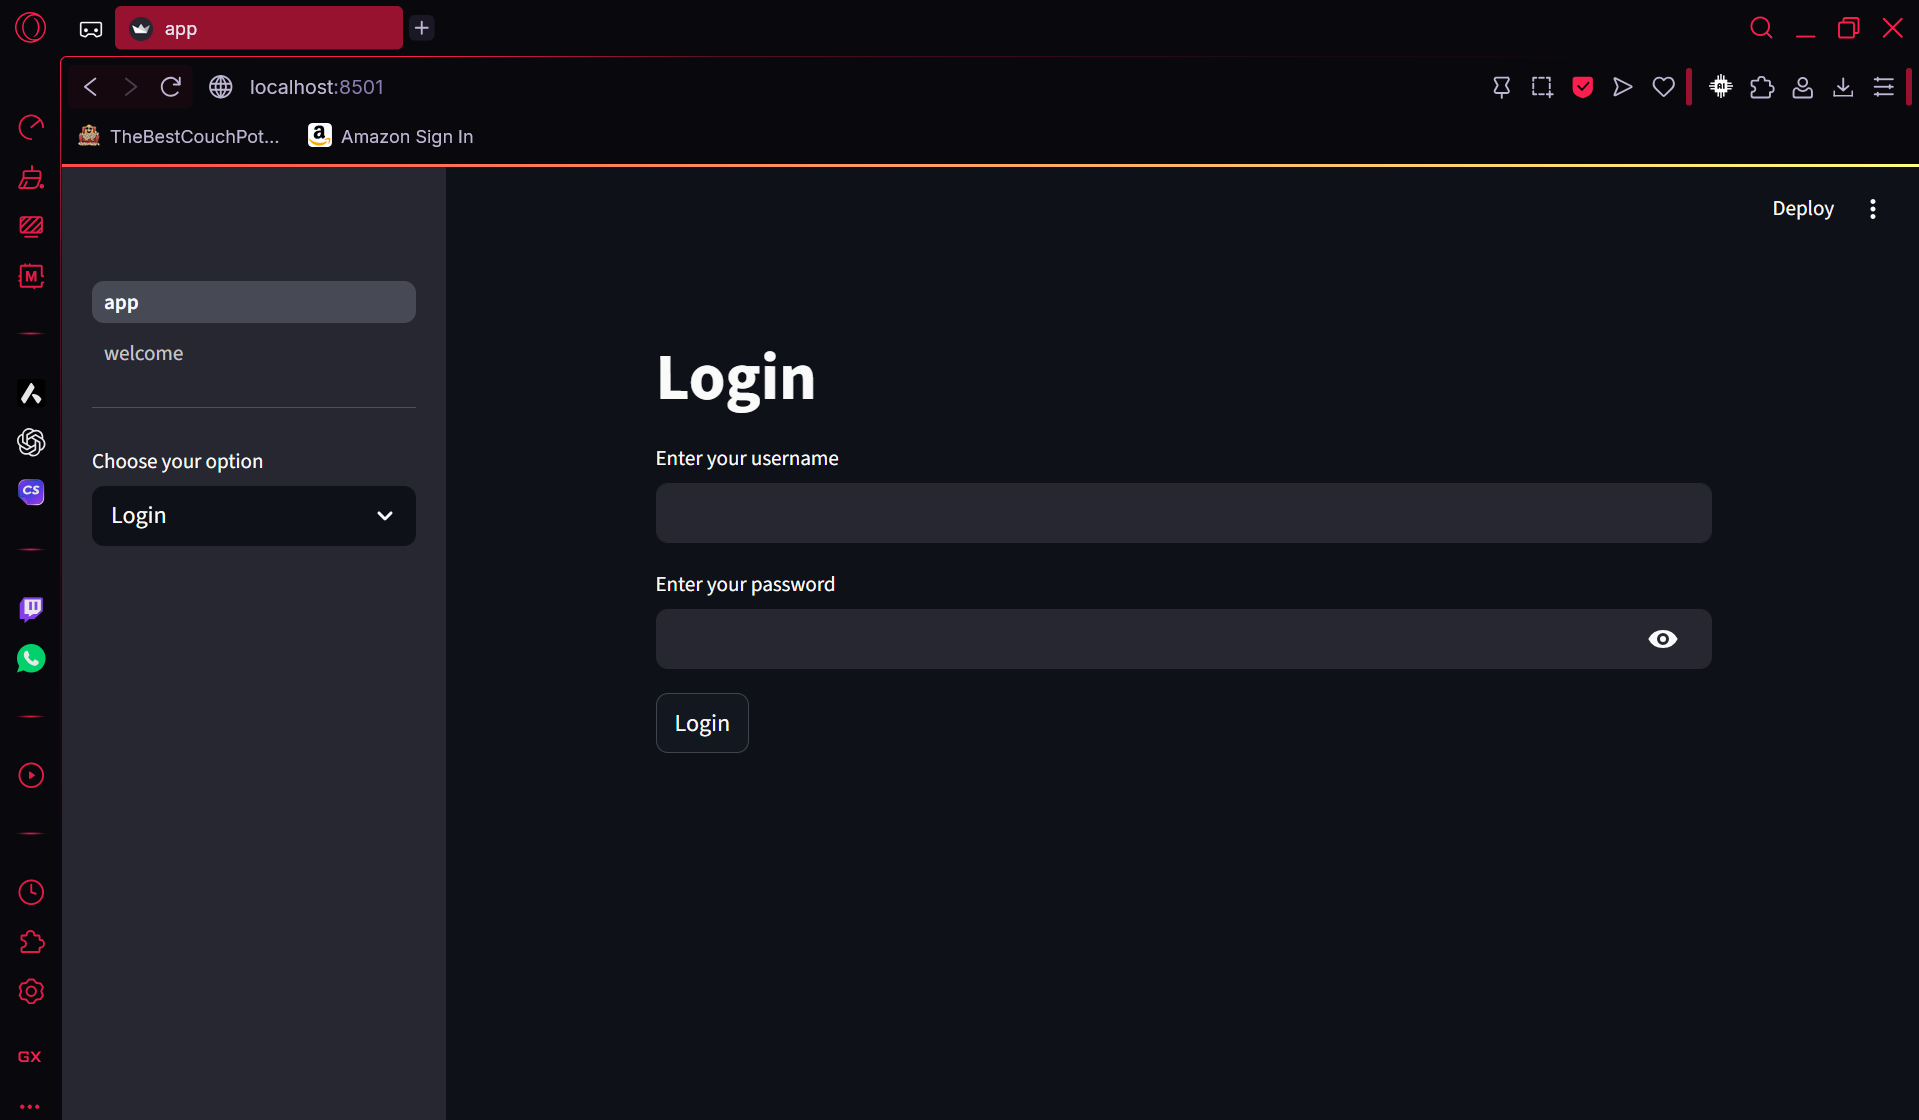 app
localhost:8501
TheBestCouchPot...
a Amazon Sign In
Deploy
M
app
welcome
Choose your option
Login
CS
Login
Enter your username
Enter your password
Login
GX